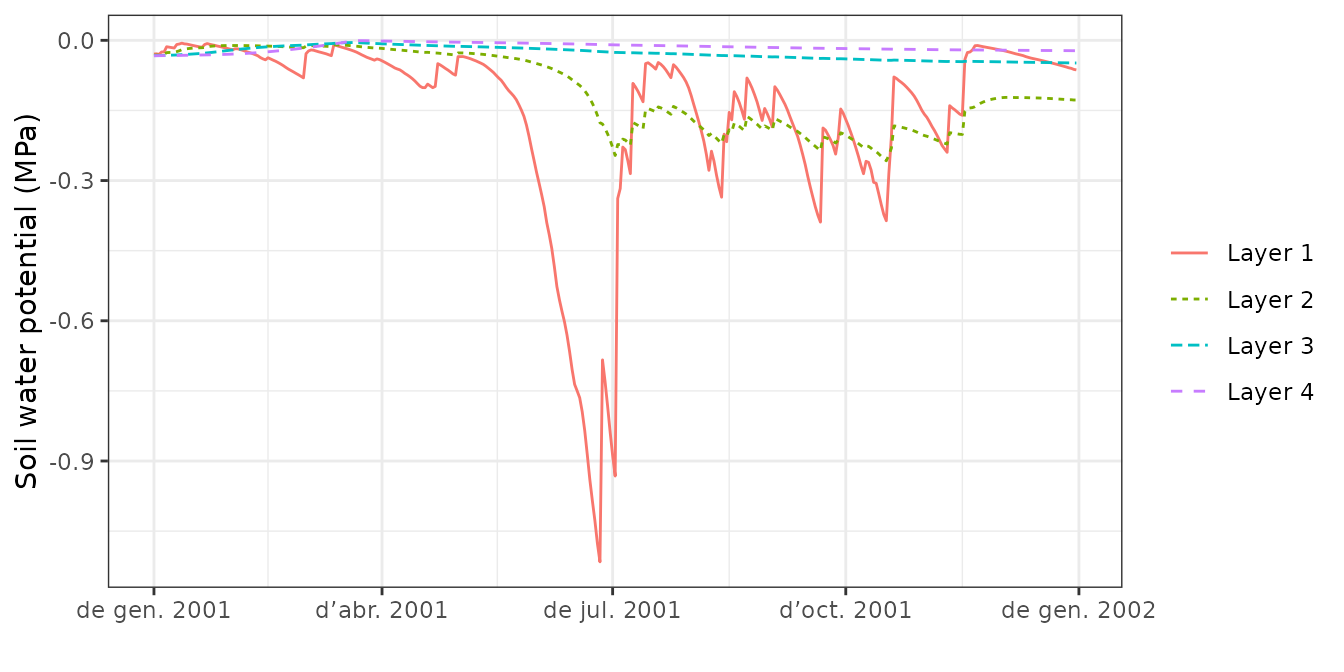 Soil water potential (MPa)
0.0
-0.3
-0.6
-0.9
de gen. 2001
d’abr. 2001
de jul. 2001
d’oct. 2001
de gen. 2002
Layer 1
Layer 2
Layer 3
Layer 4